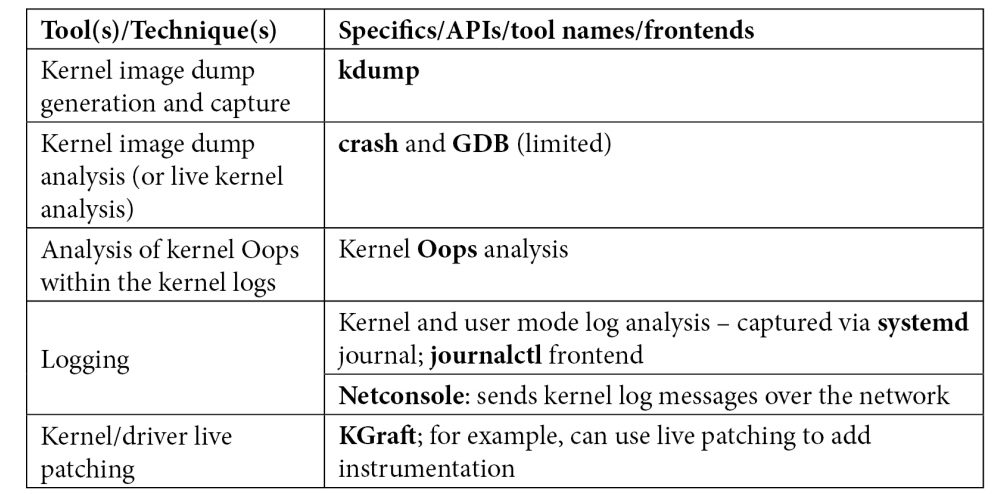 Tool(s)/Technique(s)
Specifics/APIs/tool names/frontends
Kernel image dump
generation and capture
kdump
Kernel image dump
analysis (or live kernel
analysis)
crash and GDB (limited)
Analysis of kernel Oops
within the kernel logs
Kernel Oops analysis
Logging
Kernel and user mode log analysis – captured via systemd
journal; journalctl frontend
Netconsole: sends kernel log messages over the network
Kernel/driver live
patching
KGraft; for example, can use live patching to add
instrumentation